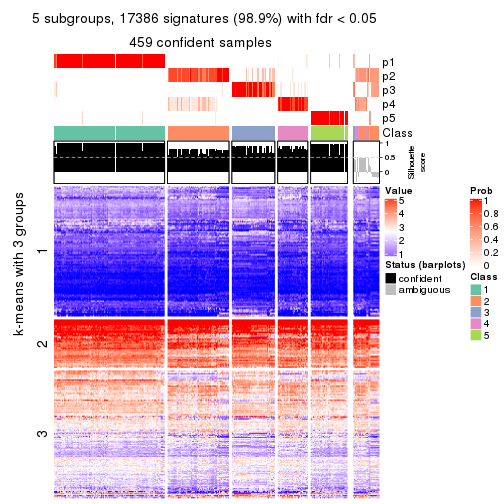 5 subgroups, 17386 signatures (98.9%) with fdr < 0.05
459 confident samples
p1
p2
p3
p4
p5
Class
1
0.5
0
Silhouette
score
k-means with 3 groups
1
2
3
Value
5
4
3
2
1
Status (barplots)
confident
ambiguous
Prob
1
0.8
0.6
0.4
0.2
0
Class
1
2
3
4
5